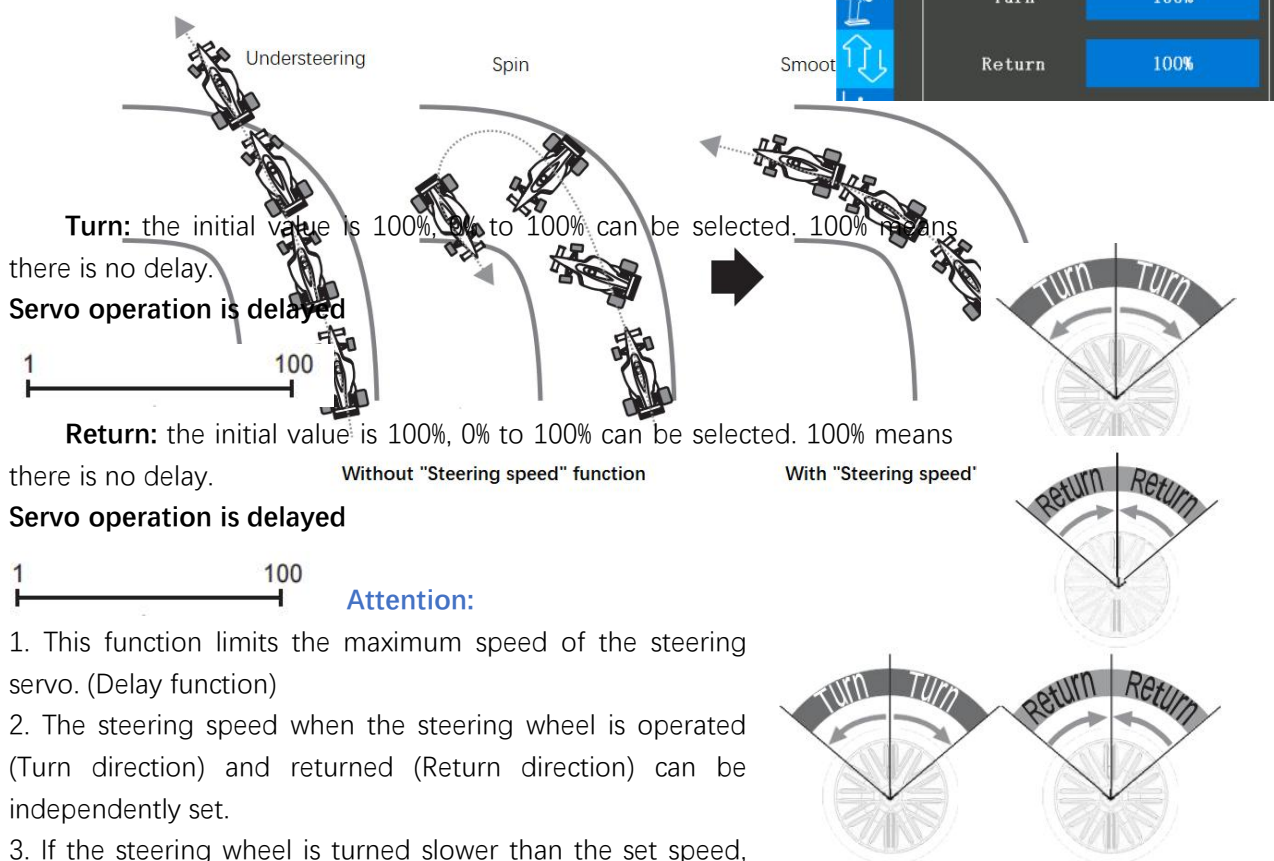 Turn 100%
Return 100%
Understeering
Spin
Smoot
Turn: the initial value is 100%, 0% to 100% can be selected. 100% means
there is no delay.
Servo operation is delayed
1 100
Turn Turn
Return: the initial value is 100%, 0% to 100% can be selected. 100% means
there is no delay.
Without "Steering speed" function
With "Steering speed'
Servo operation is delayed
Return Return
1 100
Attention:
1. This function limits the maximum speed of the steering
servo. (Delay function)
2. The steering speed when the steering wheel is operated
(Turn direction) and returned (Return direction) can be
independently set.
3. If the steering wheel is turned slower than the set speed,
Turn Turn
Return Return